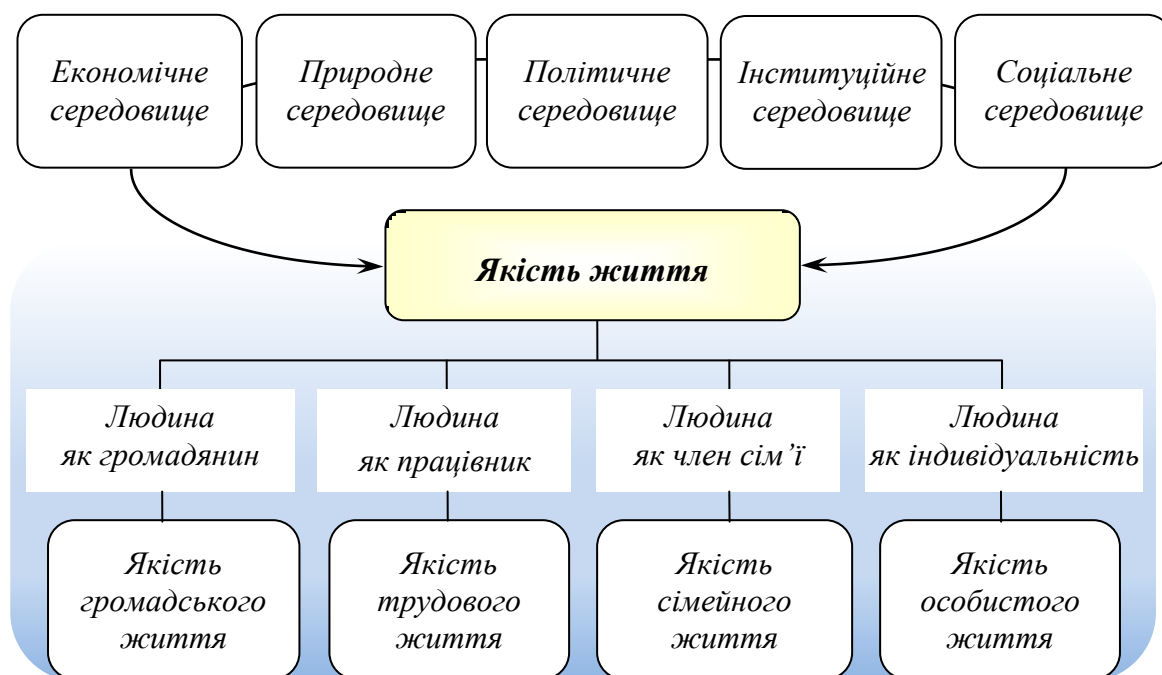 Економічне
середовище
Природне
середовище
Політичне
середовище
Інституційне
середовище
Соціальне
середовище
Якість життя
Людина
як громадянин
Людина
як працівник
Людина
як член сім’ї
Людина
як індивідуальність
Якість
громадського
життя
Якість
трудового
життя
Якість
сімейного
життя
Якість
особистого
життя